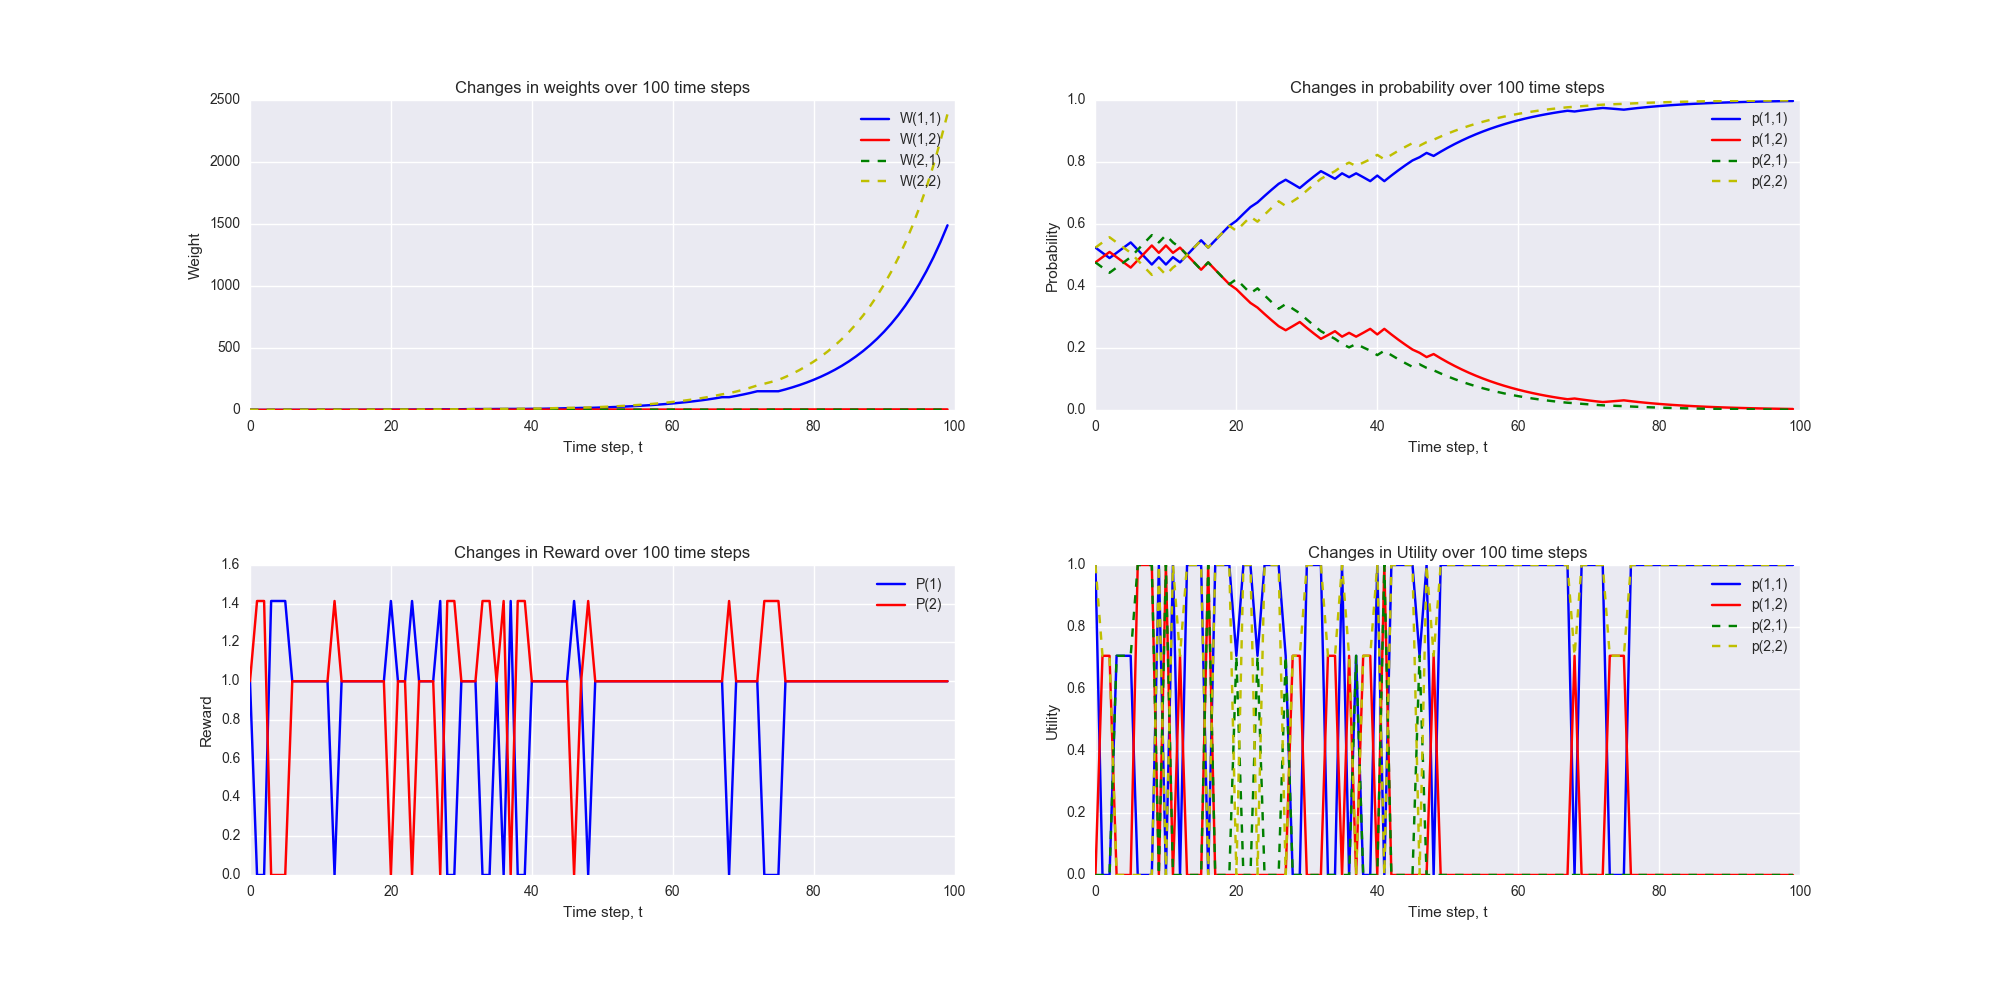 Changes in weights over 100 time steps
2500
2000
1500
1000
500
0
Weight
W(1,1)
W(1,2)
W(2,1)
W(2,2)
0 20 40 60 80 100
Time step, t
Changes in probability over 100 time steps
1.0
0.8
0.6
0.4
0.2
0.0
Probability
p(1,1)
p(1,2)
p(2,1)
p(2,2)
0 20 40 60 80 100
Time step, t
Changes in Reward over 100 time steps
1.6
1.4
1.2
1.0
0.8
0.6
0.4
0.2
0.0
Reward
P(1)
P(2)
0 20 40 60 80 100
Time step, t
Changes in Utility over 100 time steps
1.0
0.8
0.6
0.4
0.2
0.0
Utility
p(1,1)
p(1,2)
p(2,1)
p(2,2)
0 20 40 60 80 100
Time step, t